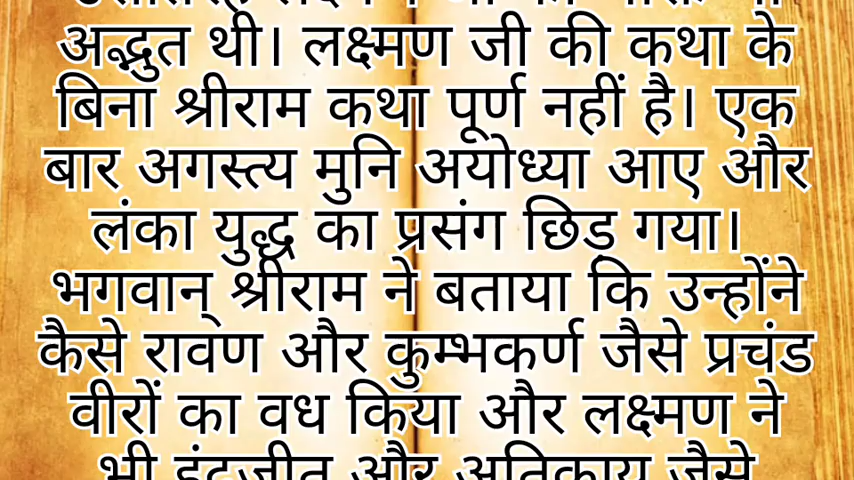 अद्भुत थी। लक्ष्मण जी की कथा के
बिना श्रीराम कथा पूर्ण नहीं है। एक
बार अगस्त्य मुनि अयोध्या आए और
लंका युद्ध का प्रसंग छिड़ गया।
भगवान् श्रीराम ने बताया कि उन्होंने
कैसे रावण और कुम्भकर्ण जैसे प्रचंड
वीरों का वध किया और लक्ष्मण ने
भी इंद्रजीत और अतिकाय जैसे